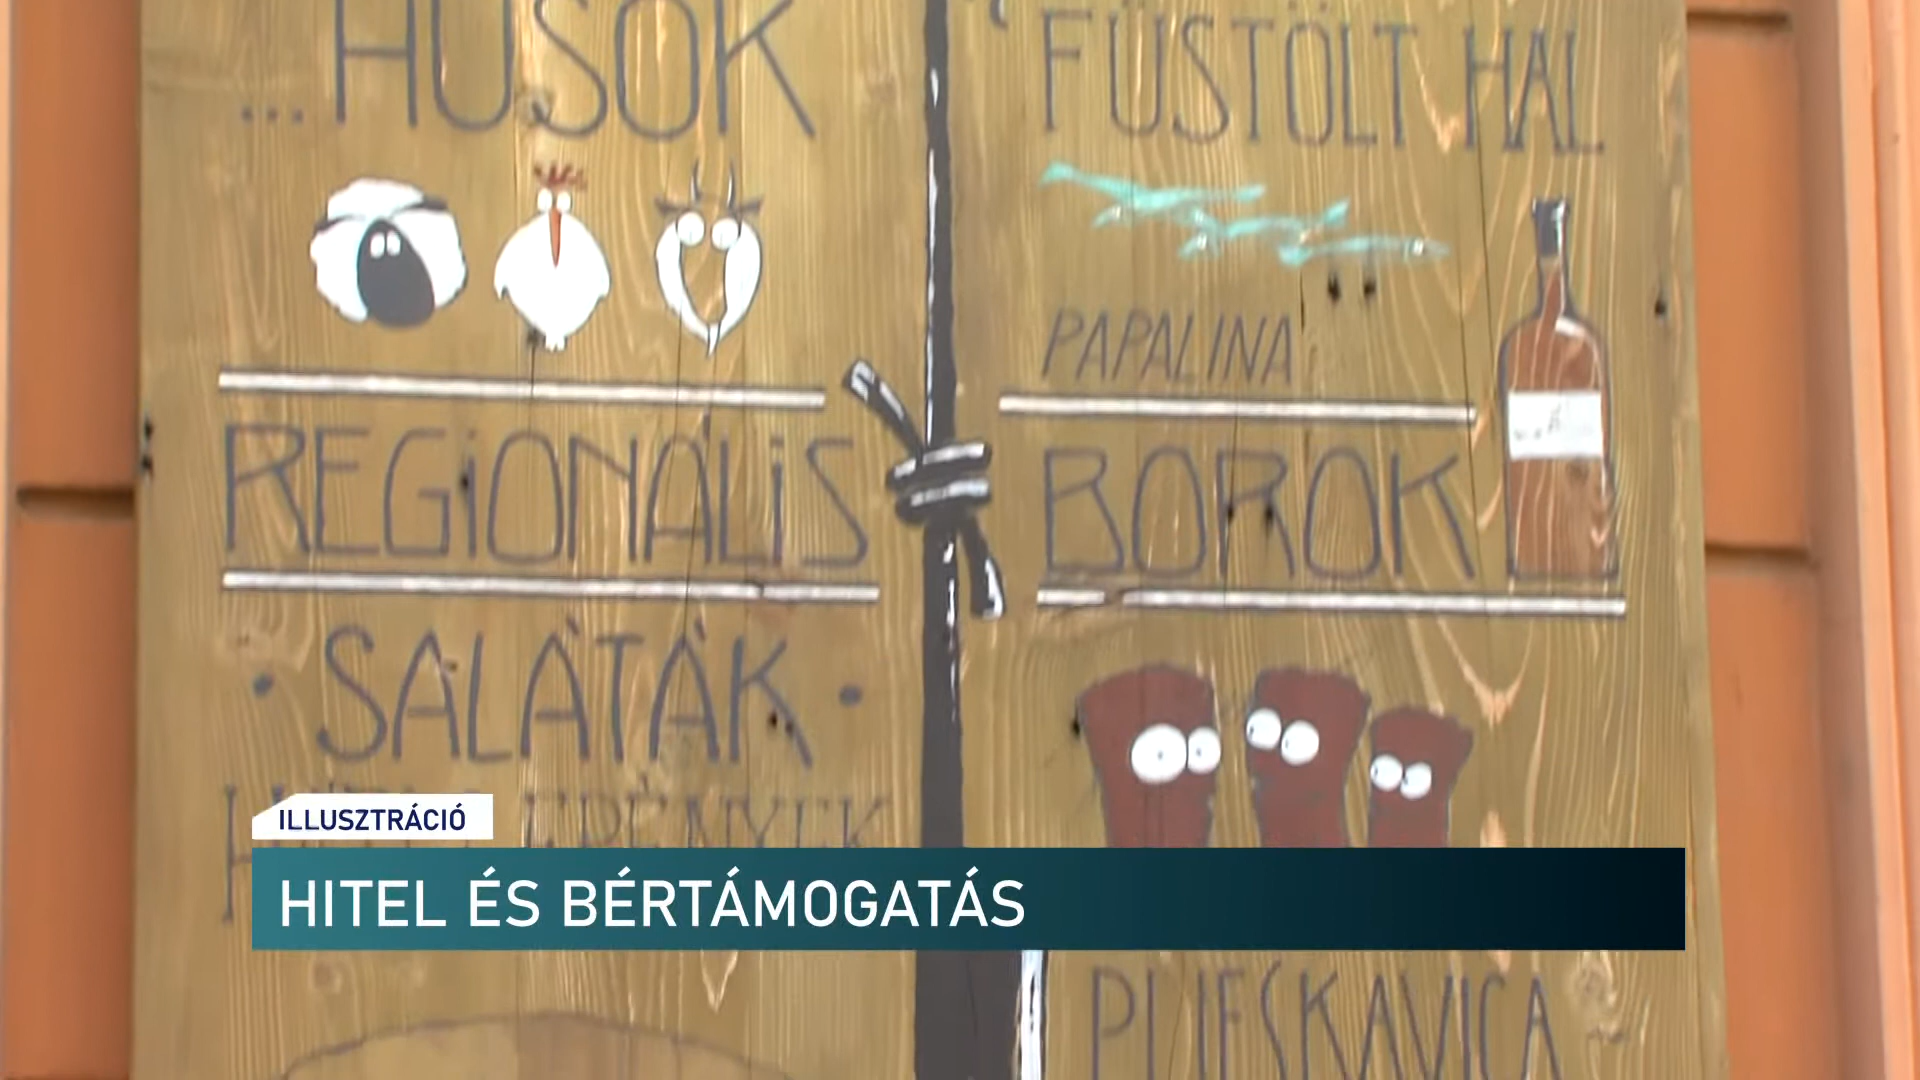 ...HÚSOK
FÜSTÖLT HAL
PAPALINA
REGIONÁLIS
BOROK
• SALÁTÁK •
ILLUSZTRÁCIÓ
HITEL ÉS BÉRTÁMOGATÁS
PLJESKAVICA